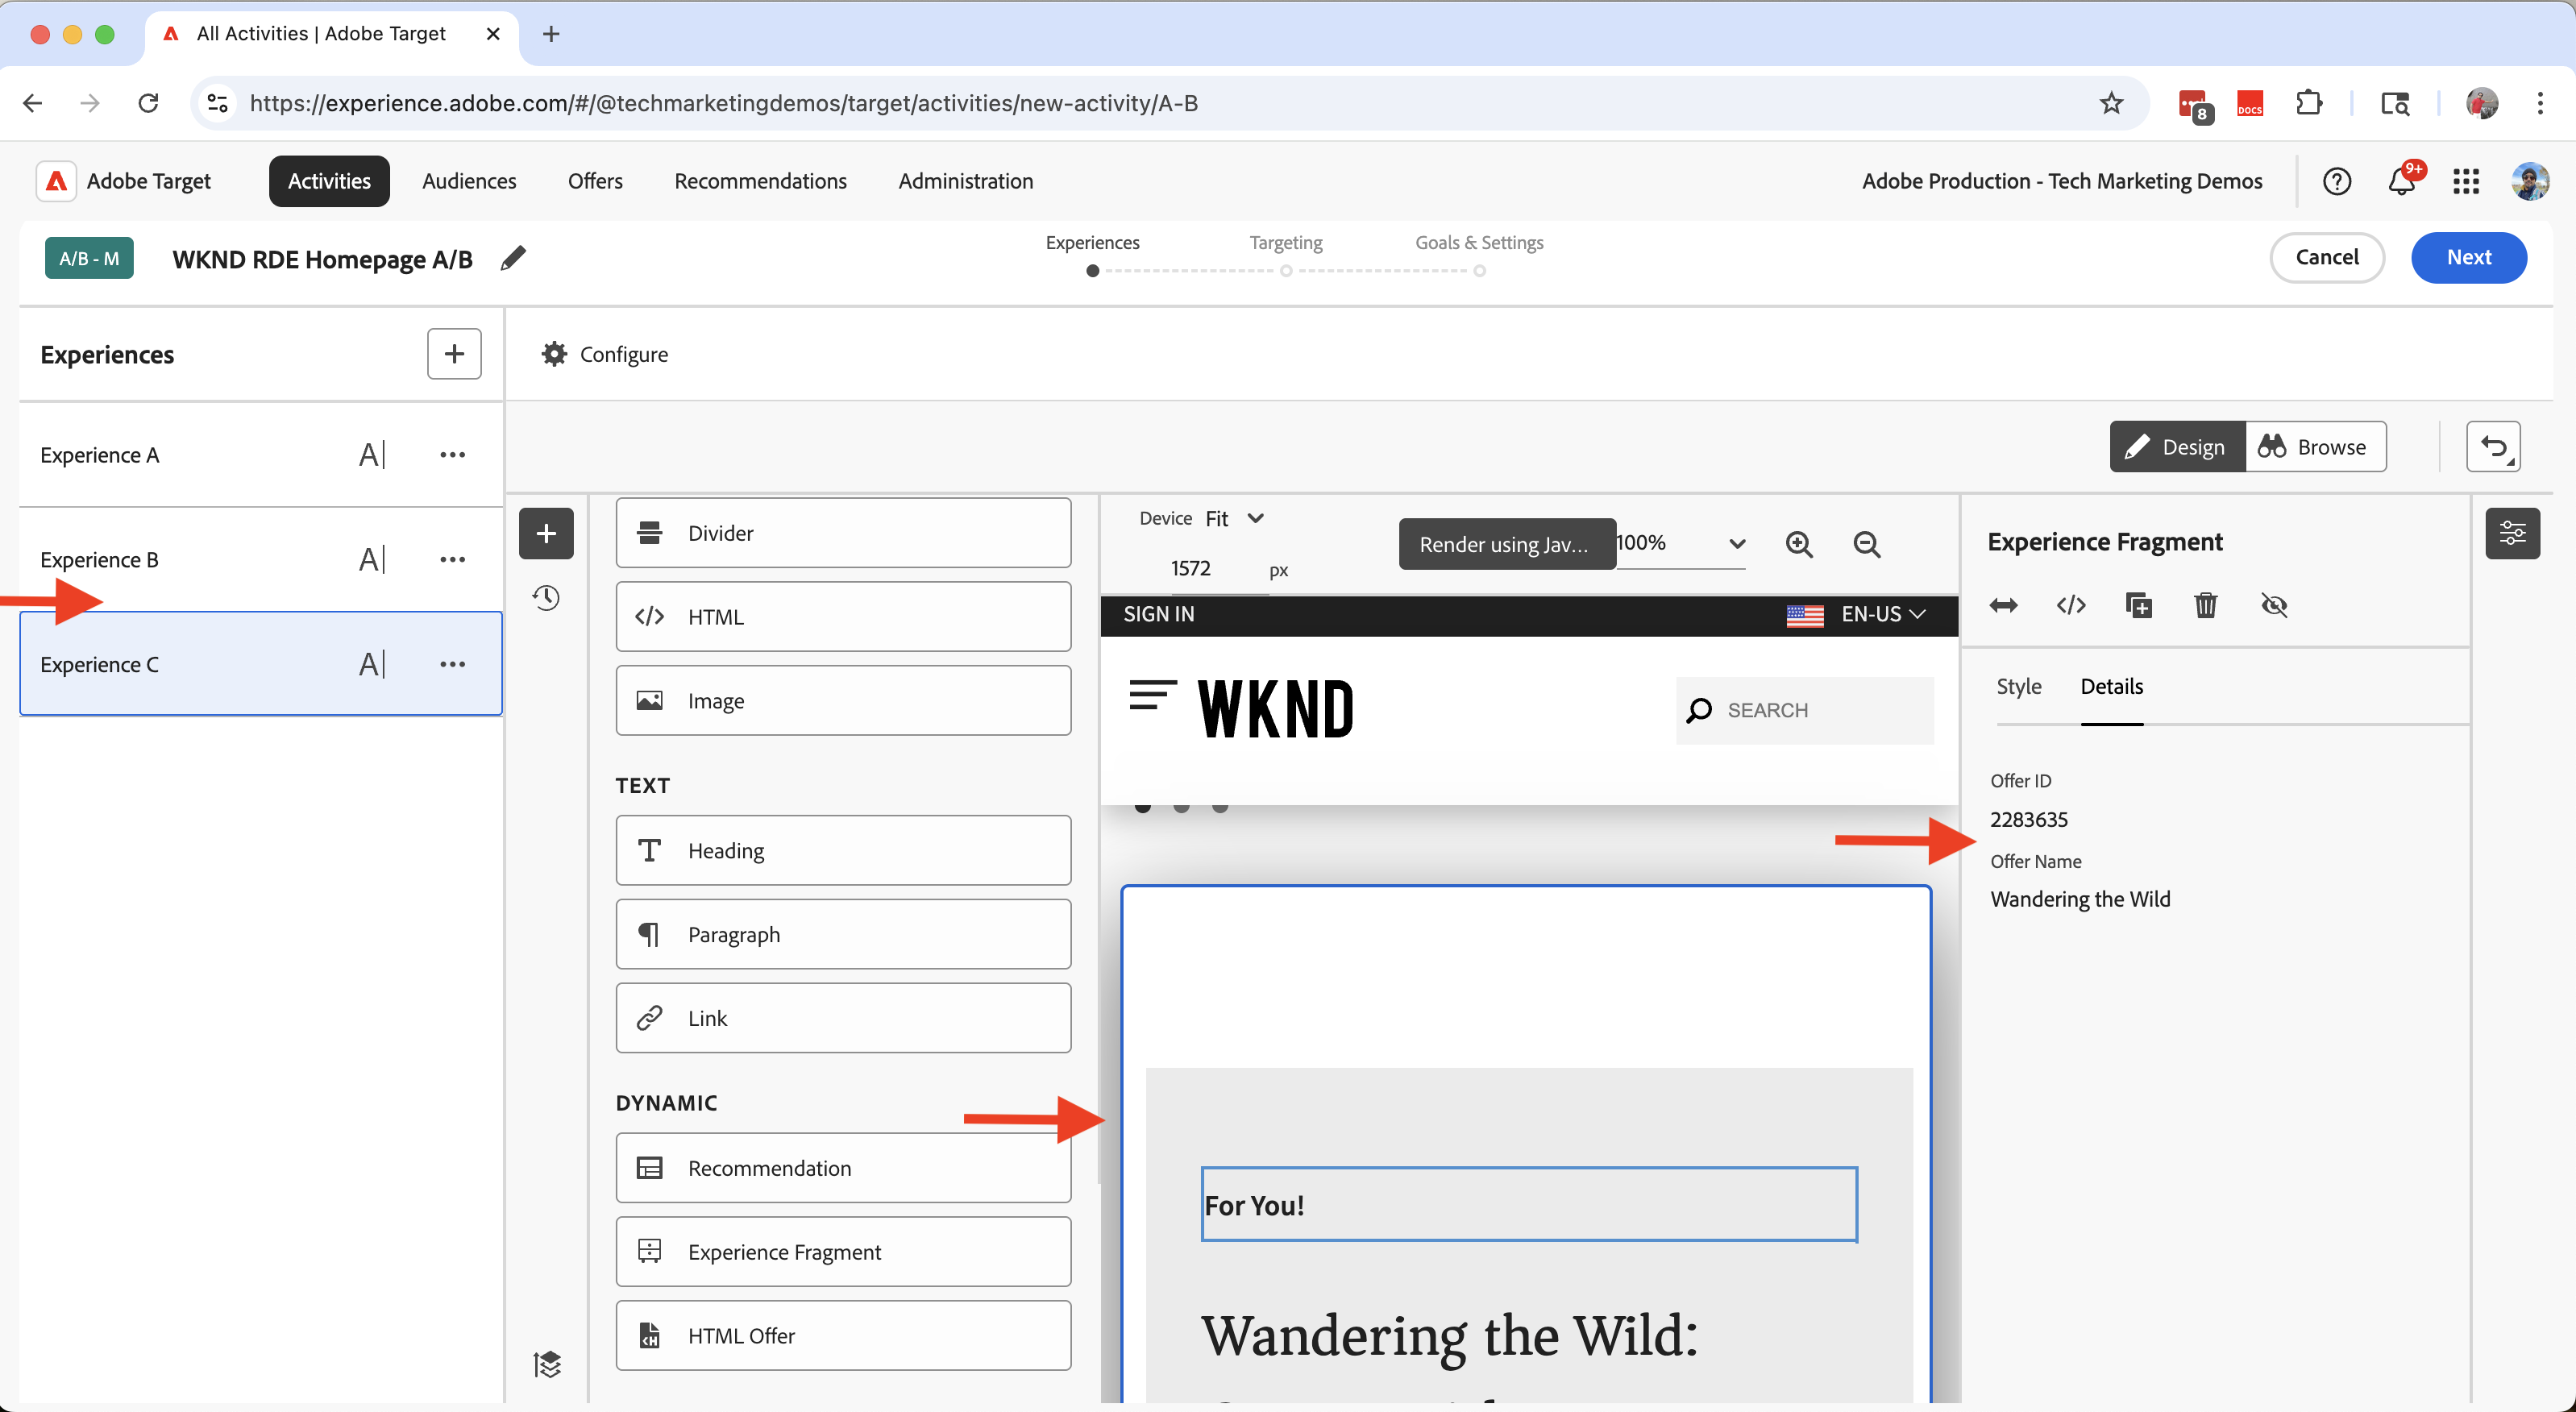 All Activities | Adobe Target
https://experience.adobe.com/#/@techmarketingdemos/target/activities/new-activity/A-B
8
DOCS
Adobe Target
Activities
Audiences
Offers
Recommendations
Administration
Adobe Production - Tech Marketing Demos
9+
A/B - M
WKND RDE Homepage A/B
Experiences
Targeting
Goals & Settings
Cancel
Next
Experiences
Configure
Experience A
Design
Browse
Experience B
Experience C
Divider
HTML
Image
TEXT
Heading
Paragraph
Link
DYNAMIC
Recommendation
Experience Fragment
HTML Offer
Device
Fit
1572
px
Render using Jav...
100%
SIGN IN
EN-US
WKND
SEARCH
For You!
Wandering the Wild:
Experience Fragment
Style
Details
Offer ID
2283635
Offer Name
Wandering the Wild